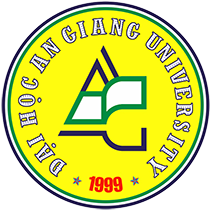 ĐẠI HỌC AN GIANG UNIVERSITY
1999